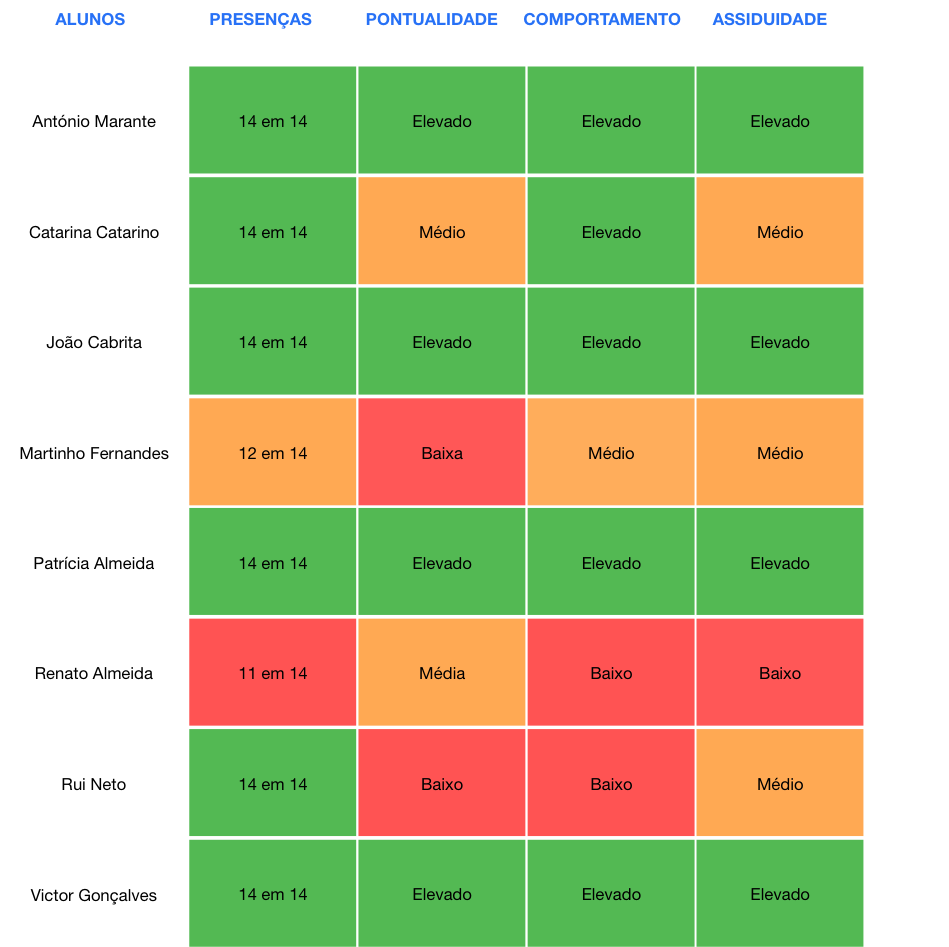 ALUNOS PRESENÇAS PONTUALIDADE COMPORTAMENTO ASSIDUIDADE
António Marante 14 em 14 Elevado Elevado Elevado
Catarina Catarino 14 em 14 Médio Elevado Médio
João Cabrita 14 em 14 Elevado Elevado Elevado
Martinho Fernandes 12 em 14 Baixa Médio Médio
Patrícia Almeida 14 em 14 Elevado Elevado Elevado
Renato Almeida 11 em 14 Média Baixo Baixo
Rui Neto 14 em 14 Baixo Baixo Médio
Victor Gonçalves 14 em 14 Elevado Elevado Elevado